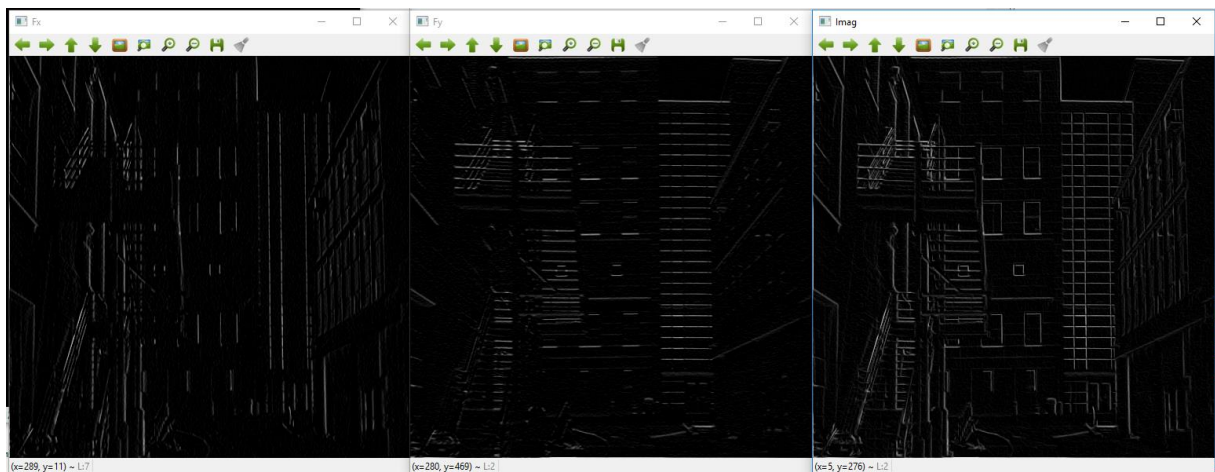 Fx
Fy
Imag
(x=289, y=11) ~ L:7
(x=280, y=469) ~ L:2
(x=5, y=276) ~ L:2